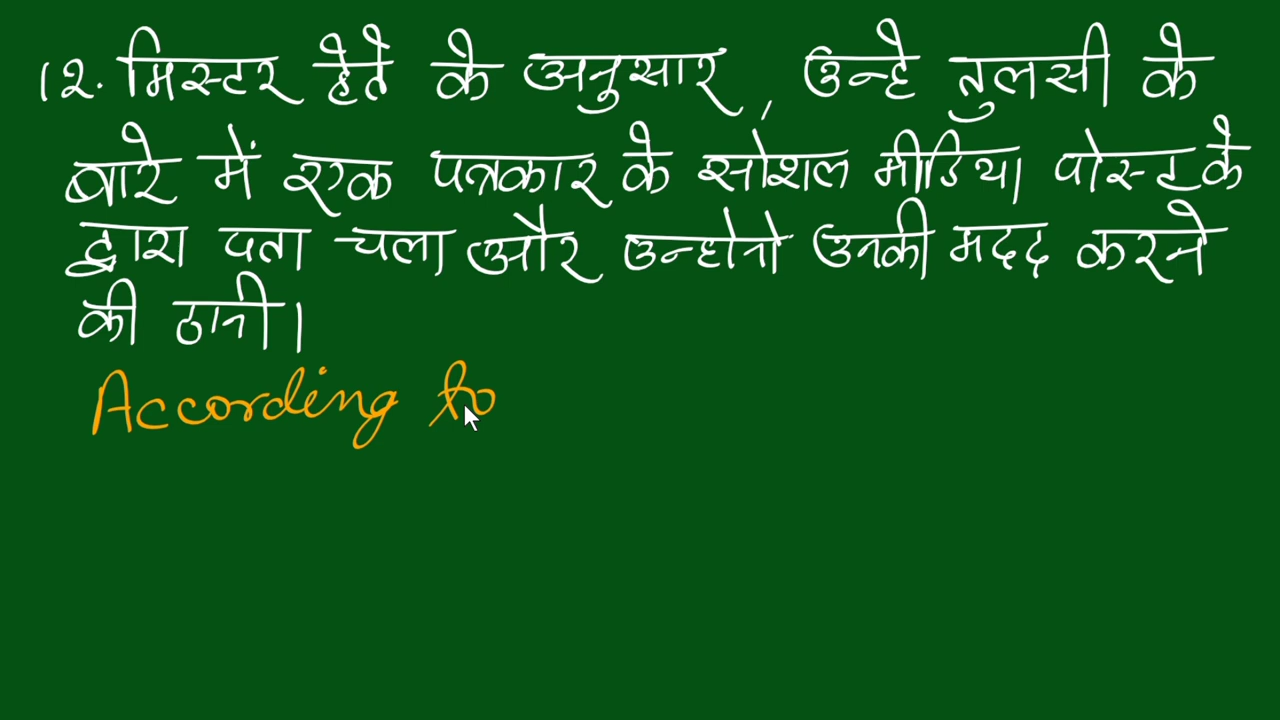 12. मिस्टर हेते के अनुसार, उन्हे तुलसी के
बारे में एक पत्रकार के सोशल मीडिया पोस्ट के
द्वारा पता चला और उन्होनो उनकी मदद करने
की ठानी।
According to